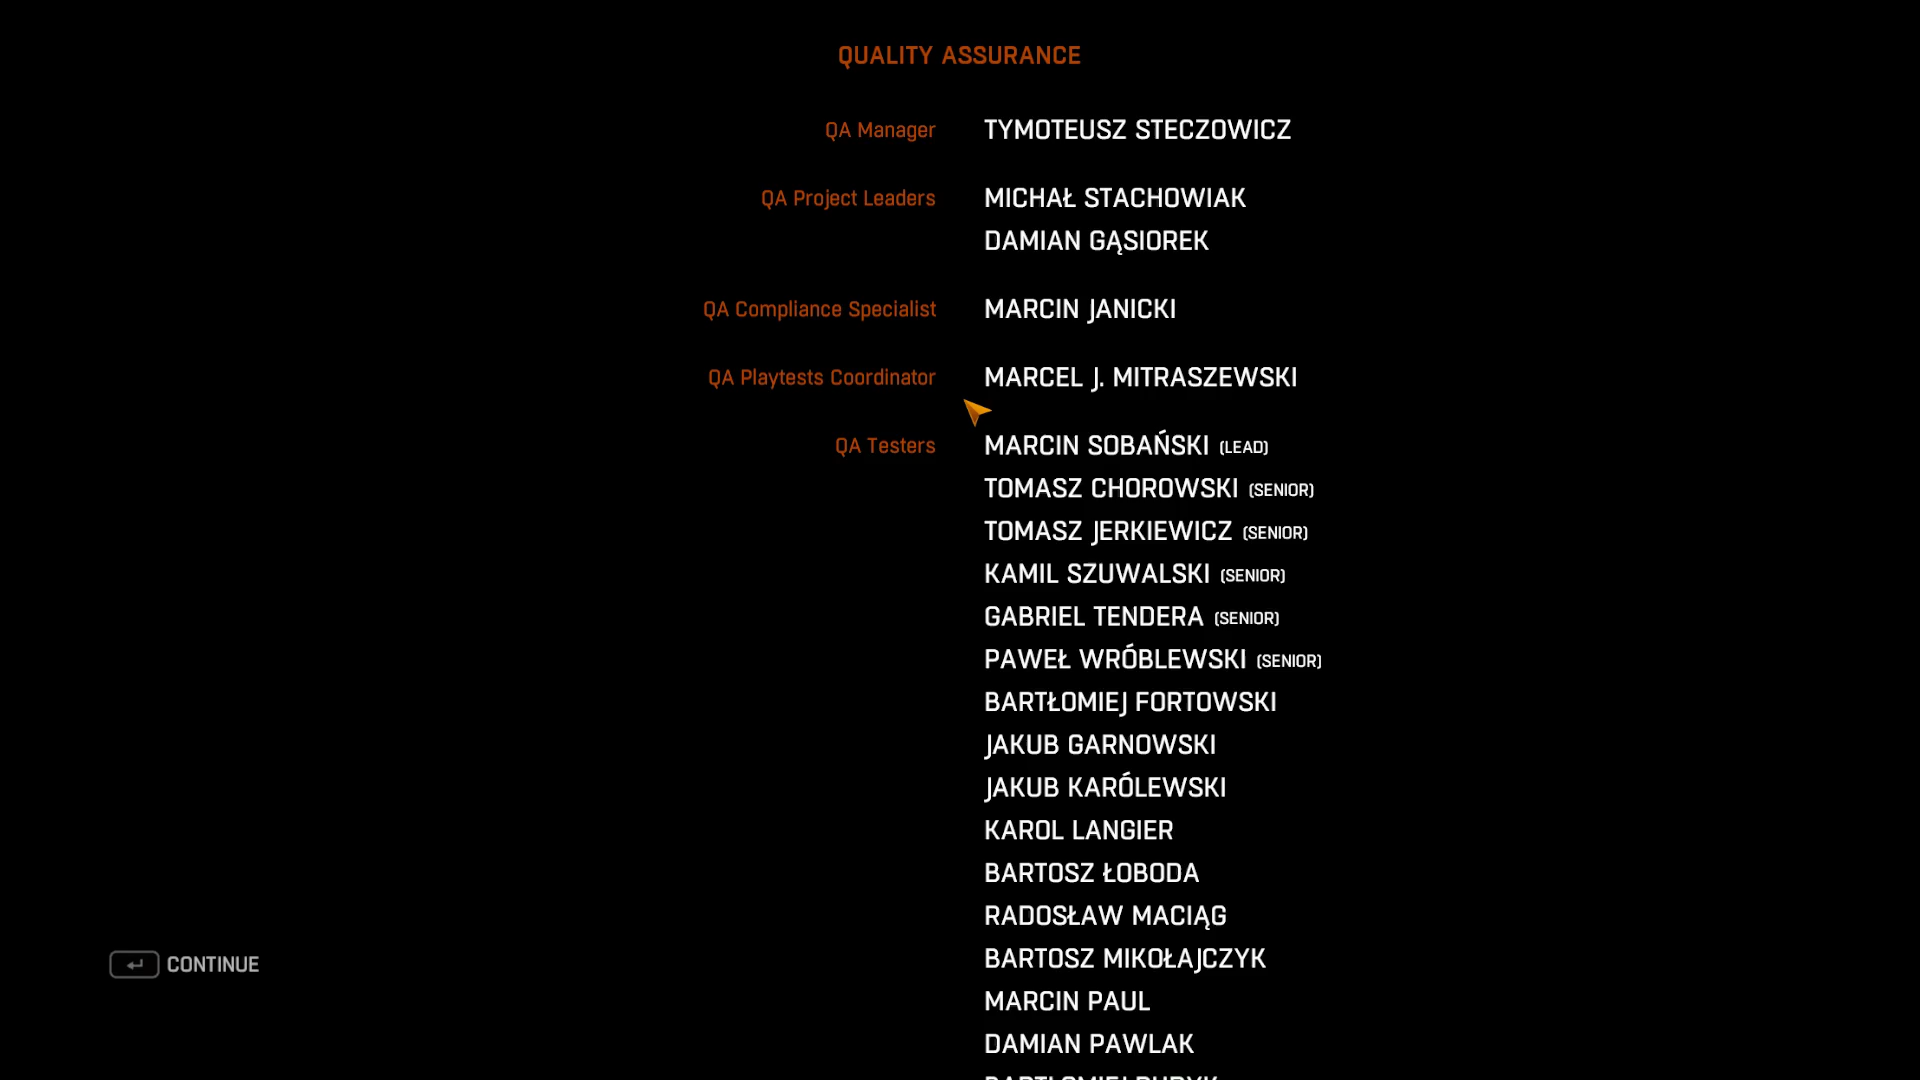 QUALITY ASSURANCE
QA Manager TYMOTEUSZ STECZOWICZ
QA Project Leaders MICHAŁ STACHOWIAK
DAMIAN GĄSIOREK
QA Compliance Specialist MARCIN JANICKI
QA Playtests Coordinator MARCEL J. MITRASZEWSKI
QA Testers MARCIN SOBAŃSKI (LEAD)
TOMASZ CHOROWSKI (SENIOR)
TOMASZ JERKIEWICZ (SENIOR)
KAMIL SZUWALSKI (SENIOR)
GABRIEL TENDERA (SENIOR)
PAWEŁ WRÓBLEWSKI (SENIOR)
BARTŁOMIEJ FORTOWSKI
JAKUB GARNOWSKI
JAKUB KARÓLEWSKI
KAROL LANGIER
BARTOSZ ŁOBODA
RADOSŁAW MACIĄG
BARTOSZ MIKOŁAJCZYK
CONTINUE
MARCIN PAUL
DAMIAN PAWLAK